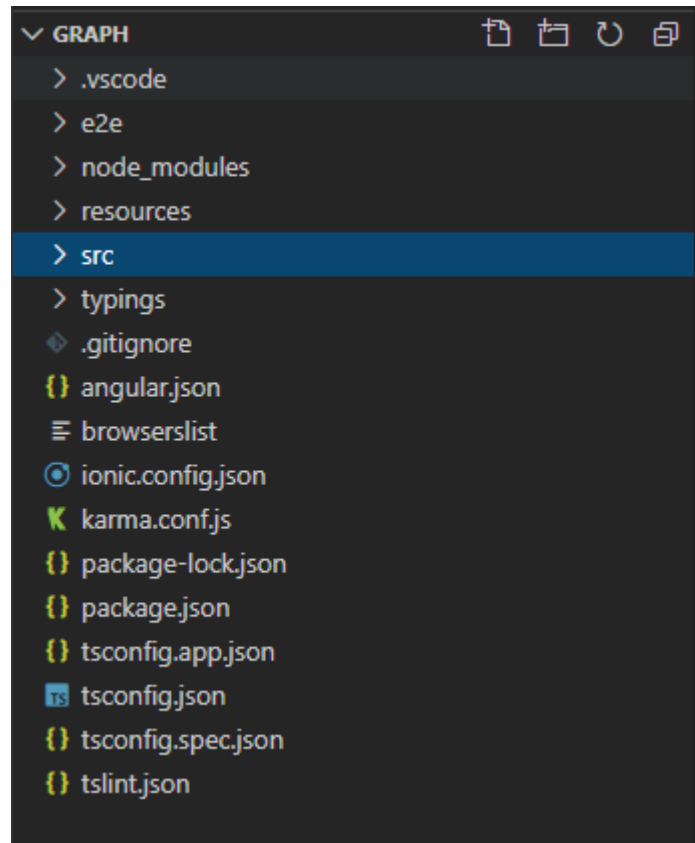 GRAPH
.vscode
e2e
node_modules
resources
src
typings
.gitignore
angular.json
browserslist
ionic.config.json
karma.conf.js
package-lock.json
package.json
tsconfig.app.json
TS tsconfig.json
tsconfig.spec.json
tslint.json